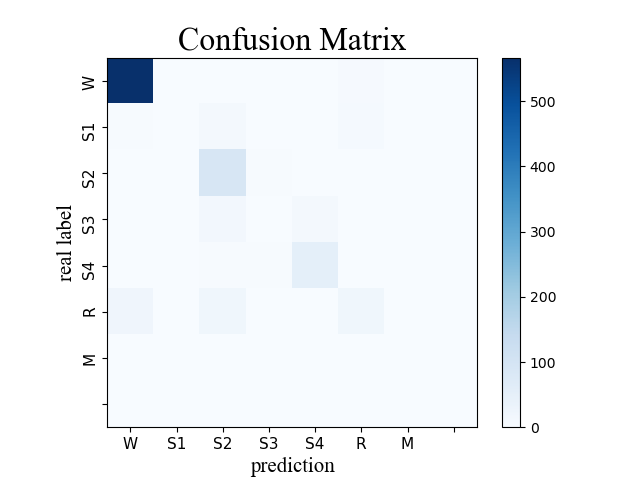 Confusion Matrix
real label
W
S1
S2
S3
S4
R
M
W S1 S2 S3 S4 R M
prediction
500
400
300
200
100
0